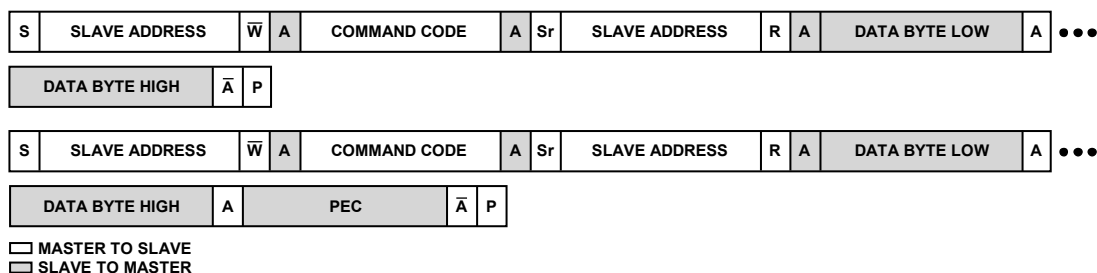 S SLAVE ADDRESS W̅ A COMMAND CODE A Sr SLAVE ADDRESS R A DATA BYTE LOW A •••
DATA BYTE HIGH A̅ P
S SLAVE ADDRESS W̅ A COMMAND CODE A Sr SLAVE ADDRESS R A DATA BYTE LOW A •••
DATA BYTE HIGH A PEC A̅ P
MASTER TO SLAVE
SLAVE TO MASTER